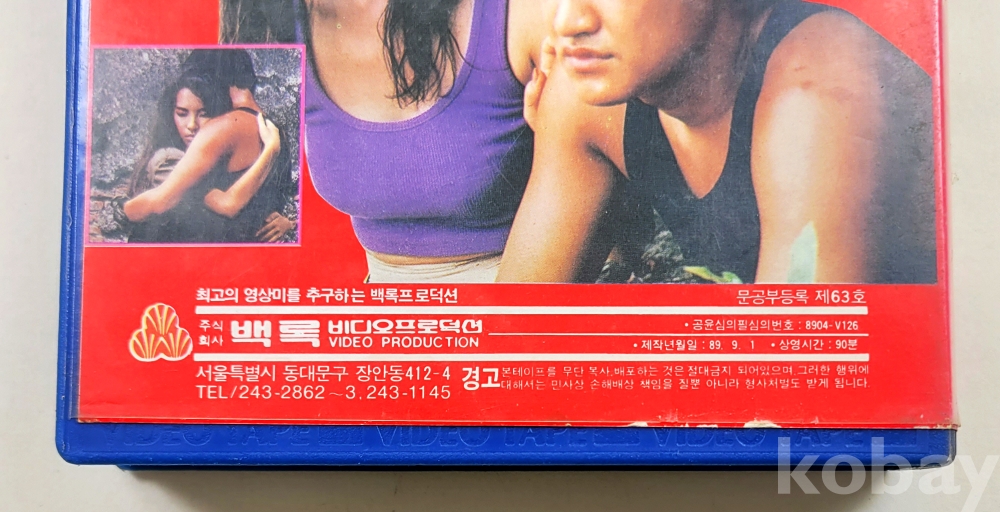 최고의 영상미를 추구하는 백록프로덕션
문공부등록 제63호
주식회사 백록 비디오프로덕션
VIDEO PRODUCTION
• 공윤심의필심의번호 : 8904-V126
• 제작년월일 : 89. 9. 1 • 상영시간 : 90분
서울특별시 동대문구 장안동412-4
TEL/243-2862~3. 243-1145
경고 본테이프를 무단 복사, 배포하는 것은 절대금지 되어있으며, 그러한 행위에
대해서는 민사상 손해배상 책임을 질뿐 아니라 형사처벌도 받게 됩니다.
VIDEO TAPE VIDEO TAPE VIDEO TAPE
kobay